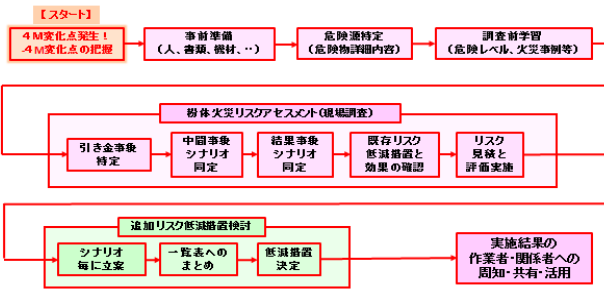 【スタート】
4M変化点発生！
-4M変化点の把握
事前準備
(人、書類、機材、‥)
危険源特定
(危険物詳細内容)
調査前学習
(危険レベル、火災事例等)
粉体火災リスクアセスメント(現場調査)
引き金事象
特定
中間事象
シナリオ
同定
結果事象
シナリオ
同定
既存リスク
低減措置と
効果の確認
リスク
見積と
評価実施
追加リスク低減措置検討
シナリオ
毎に立案
一覧表への
まとめ
低減措置
決定
実施結果の
作業者・関係者への
周知・共有・活用